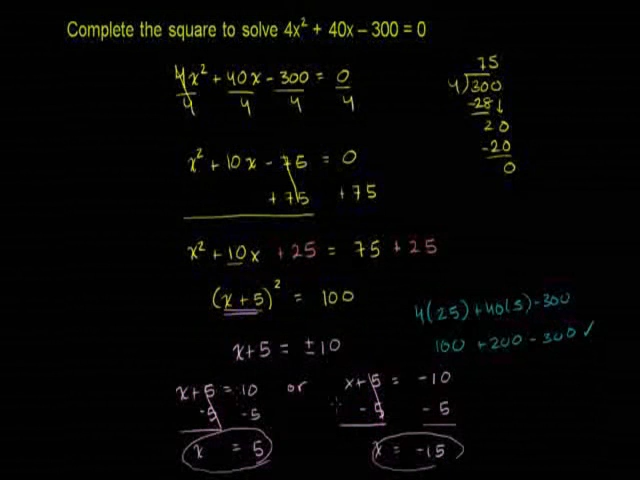 Complete the square to solve 4x² + 40x – 300 = 0
4x²/4 + 40x/4 - 300/4 = 0/4
75
4)300
-28↓
20
-20
0
x² + 10x - 75 = 0
+75 +75
x² + 10x +25 = 75 +25
(x + 5)² = 100
4(25) +40(5) -300
100 +200 - 300 ✓
x+5 = ±10
x+5 = 10 or x+5 = -10
-5 -5 -5 -5
x = 5 x = -15